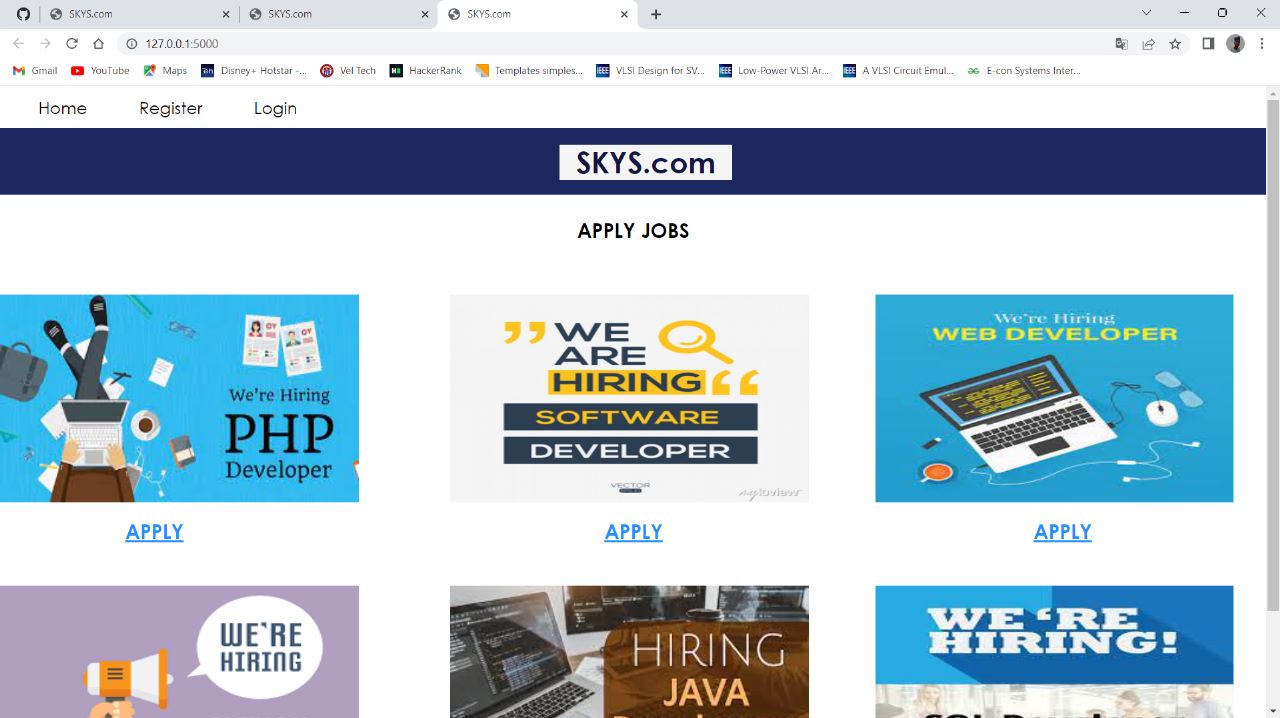 SKYS.com
SKYS.com
SKYS.com
127.0.0.1:5000
Gmail
YouTube
Maps
Disney+ Hotstar -...
Vel Tech
HackerRank
Templates simples...
VLSI Design for SV...
Low-Power VLSI Ar...
A VLSI Circuit Emul...
E-con Systems Inter...
Home
Register
Login
SKYS.com
APPLY JOBS
We're Hiring
PHP
Developer
WE
ARE
HIRING
SOFTWARE
DEVELOPER
VECTOR
We're Hiring
WEB DEVELOPER
APPLY
APPLY
APPLY
WE'RE
HIRING
HIRING
JAVA
WE 'RE
HIRING!